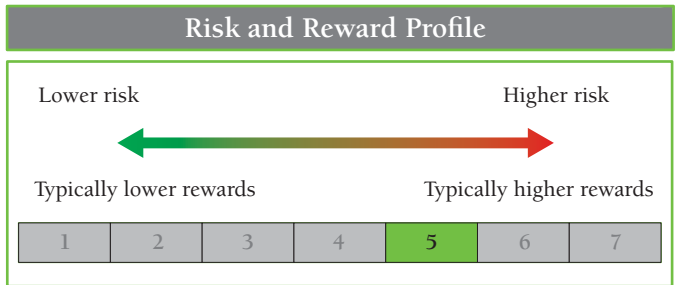 Risk and Reward Profile
Lower risk Higher risk
Typically lower rewards Typically higher rewards
1 2 3 4 5 6 7